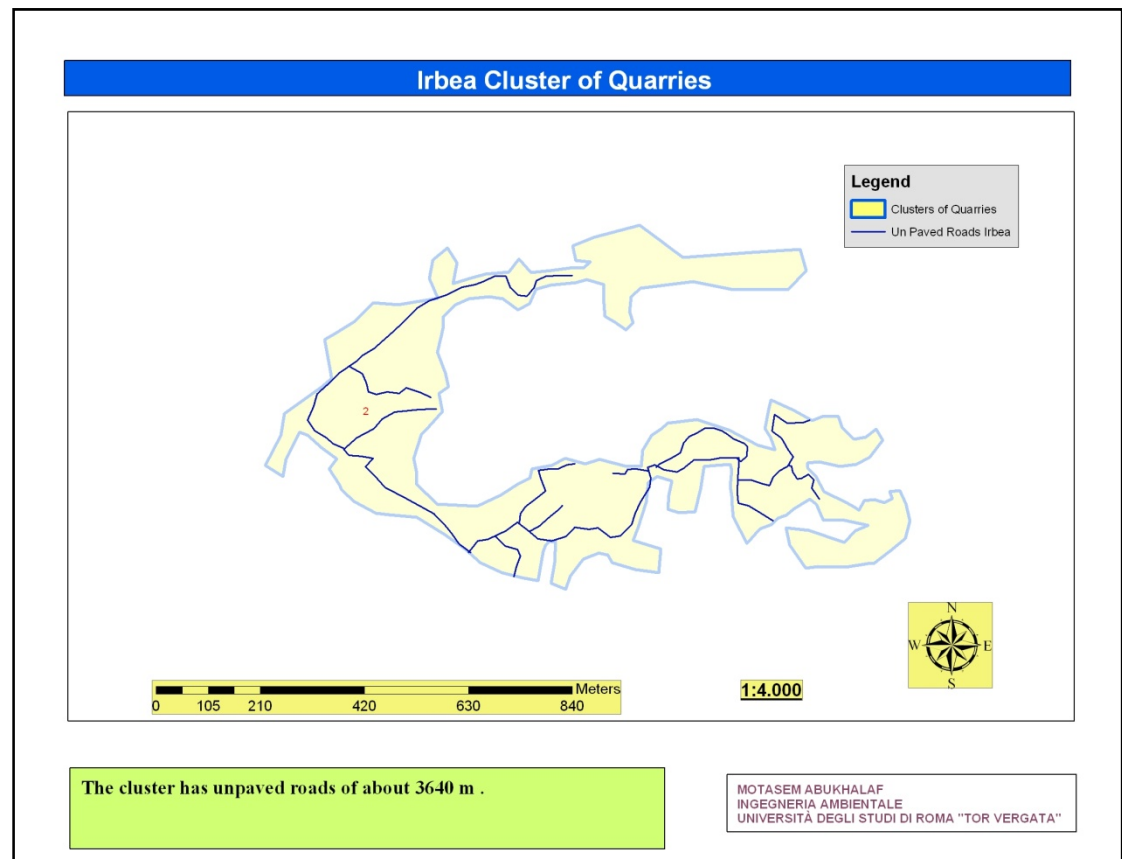 Irbea Cluster of Quarries
Legend
Clusters of Quarries
Un Paved Roads Irbea
2
N
W E
S
Meters
0 105 210 420 630 840
1:4.000
The cluster has unpaved roads of about 3640 m .
MOTASEM ABUKHALAF
INGEGNERIA AMBIENTALE
UNIVERSITÀ DEGLI STUDI DI ROMA "TOR VERGATA"